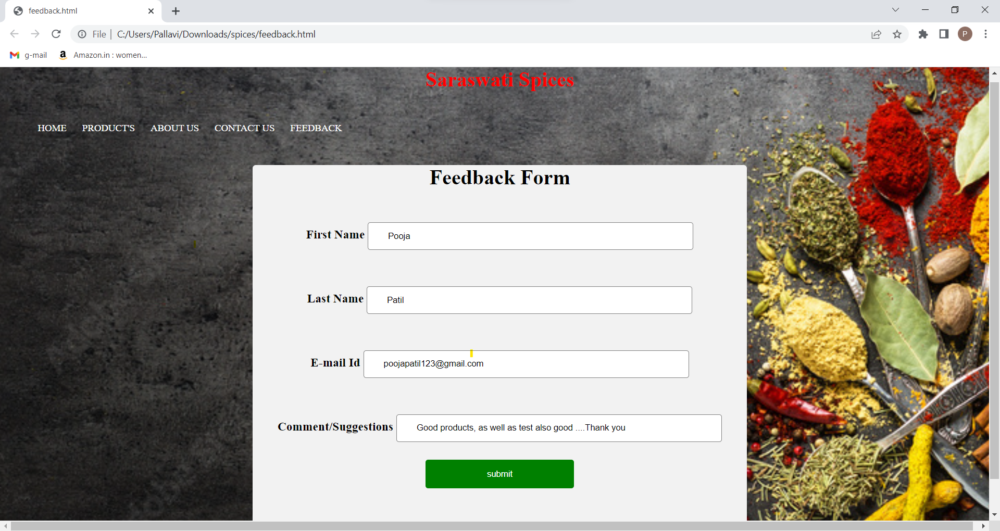 feedback.html
File | C:/Users/Pallavi/Downloads/spices/feedback.html
P
g-mail
Amazon.in : women...
Saraswati Spices
HOME PRODUCT'S ABOUT US CONTACT US FEEDBACK
Feedback Form
First Name Pooja
Last Name Patil
E-mail Id poojapatil123@gmail.com
Comment/Suggestions Good products, as well as test also good ....Thank you
submit